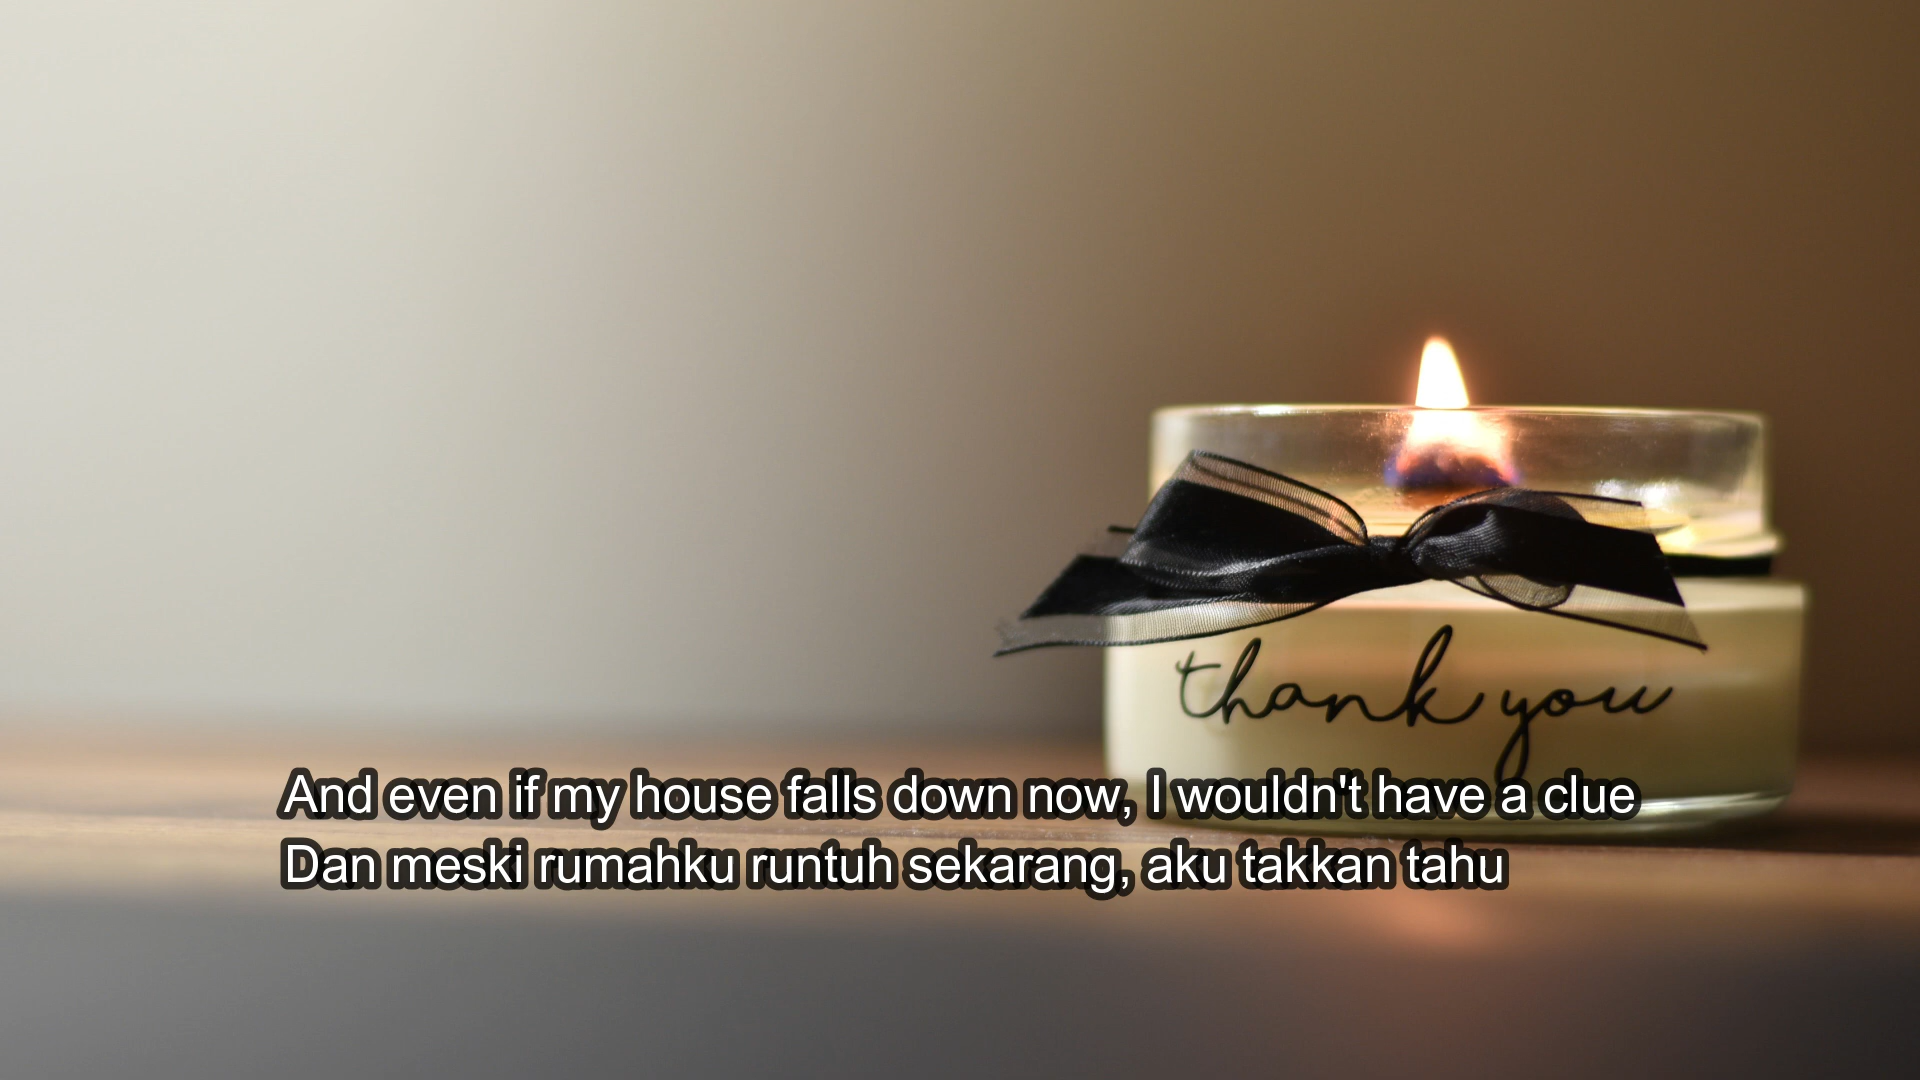 thank you
And even if my house falls down now, I wouldn't have a clue
Dan meski rumahku runtuh sekarang, aku takkan tahu